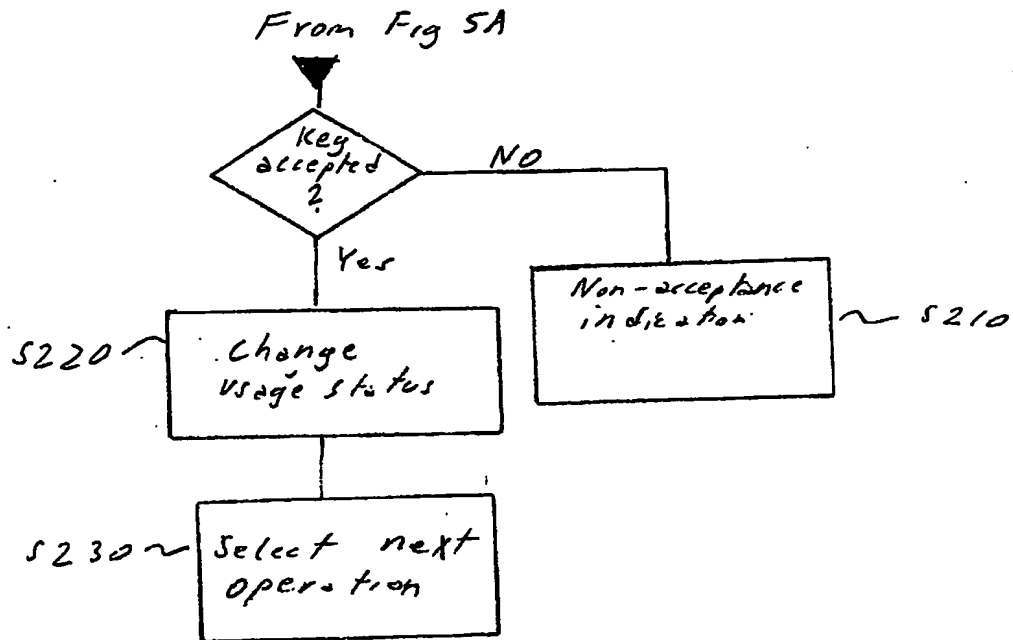 From Fig 5A
Key
accepted
?
NO
Yes
Non-acceptance
indication
S210
S220
Change
usage status
S230
Select next
operation